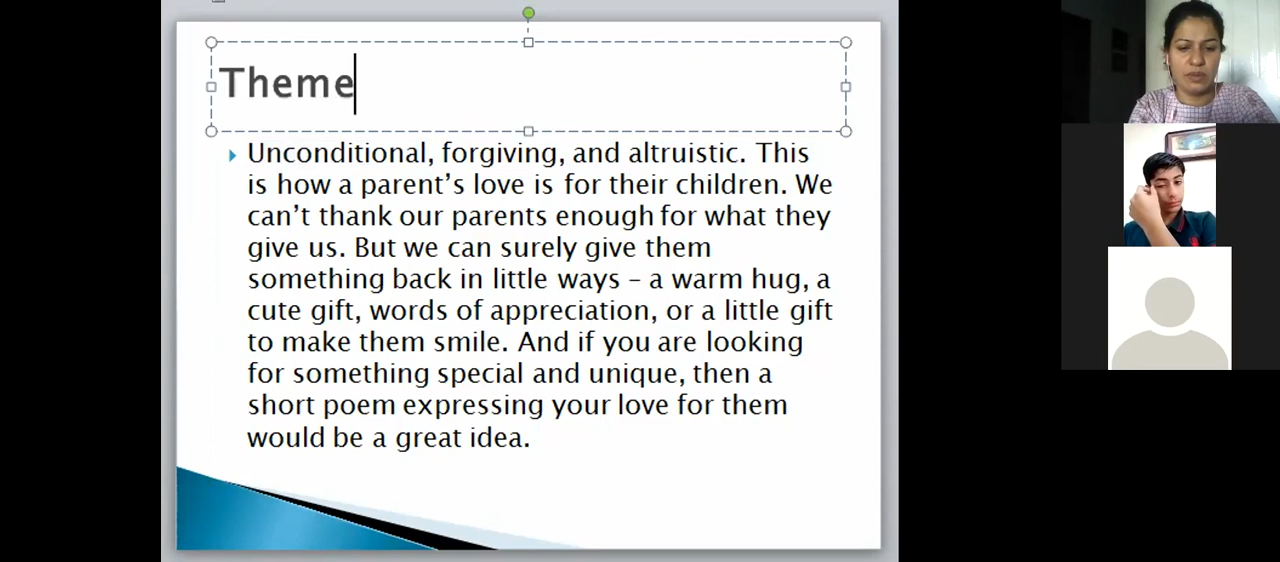 Theme
Unconditional, forgiving, and altruistic. This
is how a parent's love is for their children. We
can't thank our parents enough for what they
give us. But we can surely give them
something back in little ways – a warm hug, a
cute gift, words of appreciation, or a little gift
to make them smile. And if you are looking
for something special and unique, then a
short poem expressing your love for them
would be a great idea.